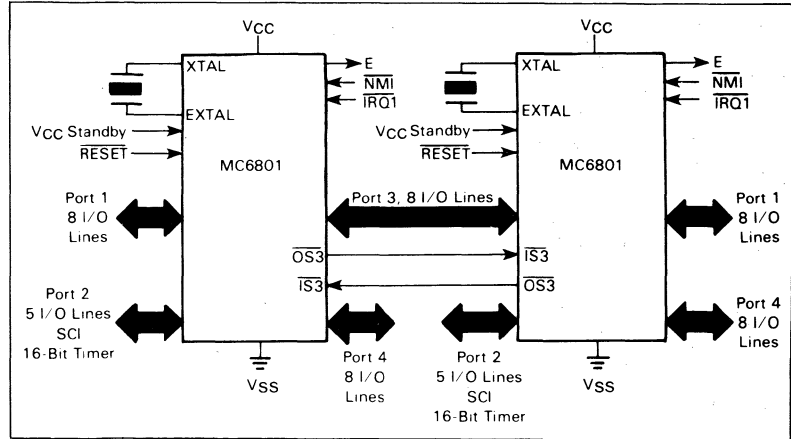 VCC
XTAL
EXTAL
VCC Standby
RESET
MC6801
E
NMI
IRQ1
Port 1
8 I/O
Lines
Port 2
5 I/O Lines
SCI
16-Bit Timer
Port 3, 8 I/O Lines
OS3
IS3
IS3
OS3
Port 4
8 I/O
Lines
VSS
VCC
XTAL
EXTAL
VCC Standby
RESET
MC6801
E
NMI
IRQ1
Port 1
8 I/O
Lines
Port 4
8 I/O
Lines
Port 2
5 I/O Lines
SCI
16-Bit Timer
VSS